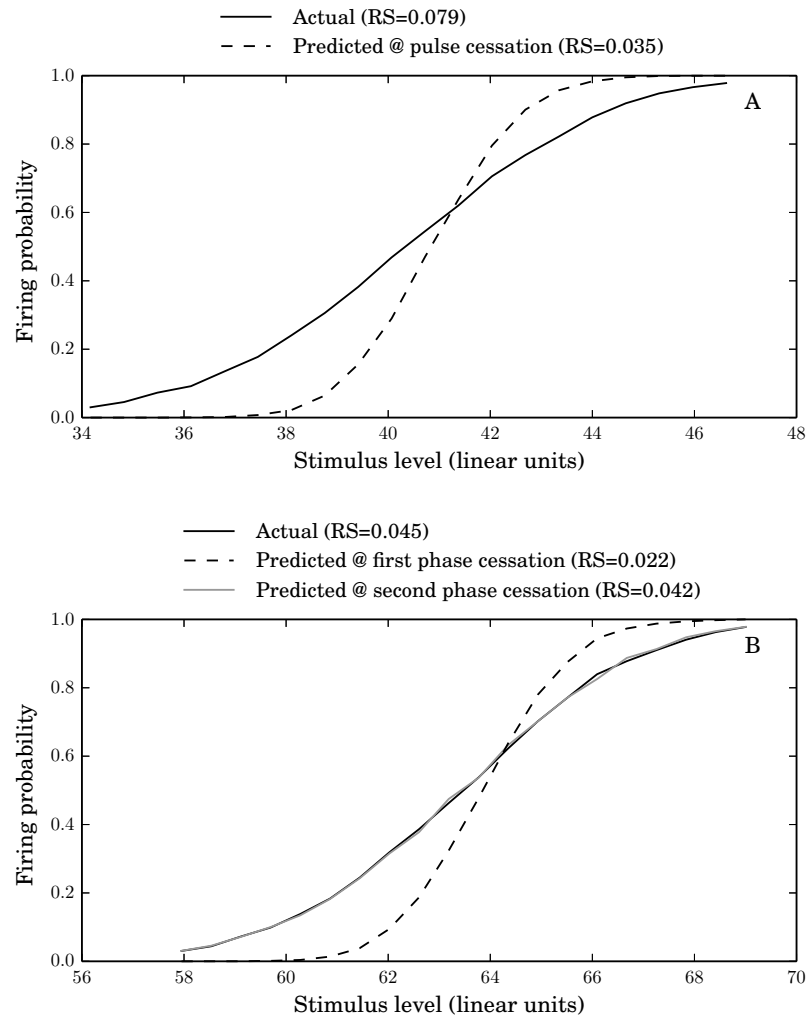 Actual (RS=0.079)
Predicted @ pulse cessation (RS=0.035)
A
Firing probability
1.0
0.8
0.6
0.4
0.2
0.0
34 36 38 40 42 44 46 48
Stimulus level (linear units)
Actual (RS=0.045)
Predicted @ first phase cessation (RS=0.022)
Predicted @ second phase cessation (RS=0.042)
B
Firing probability
1.0
0.8
0.6
0.4
0.2
0.0
56 58 60 62 64 66 68 70
Stimulus level (linear units)